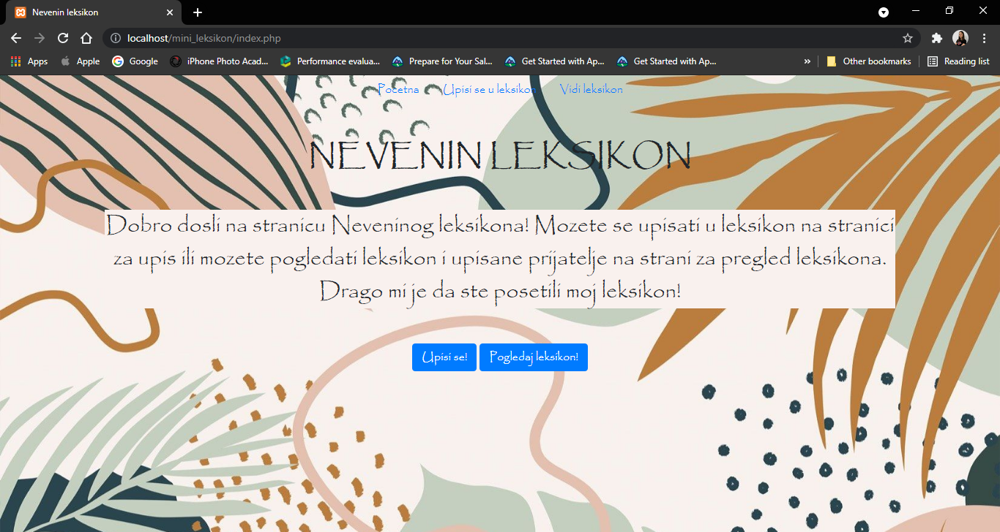 Nevenin leksikon
localhost/mini_leksikon/index.php
Apps Apple Google iPhone Photo Acad... Performance evalua... Prepare for Your Sal... Get Started with Ap... Get Started with Ap... » Other bookmarks Reading list
Pocetna Upisi se u leksikon Vidi leksikon
NEVENIN LEKSIKON
Dobro dosli na stranicu Neveninog leksikona! Mozete se upisati u leksikon na stranici
za upis ili mozete pogledati leksikon i upisane prijatelje na strani za pregled leksikona.
Drago mi je da ste posetili moj leksikon!
Upisi se! Pogledaj leksikon!